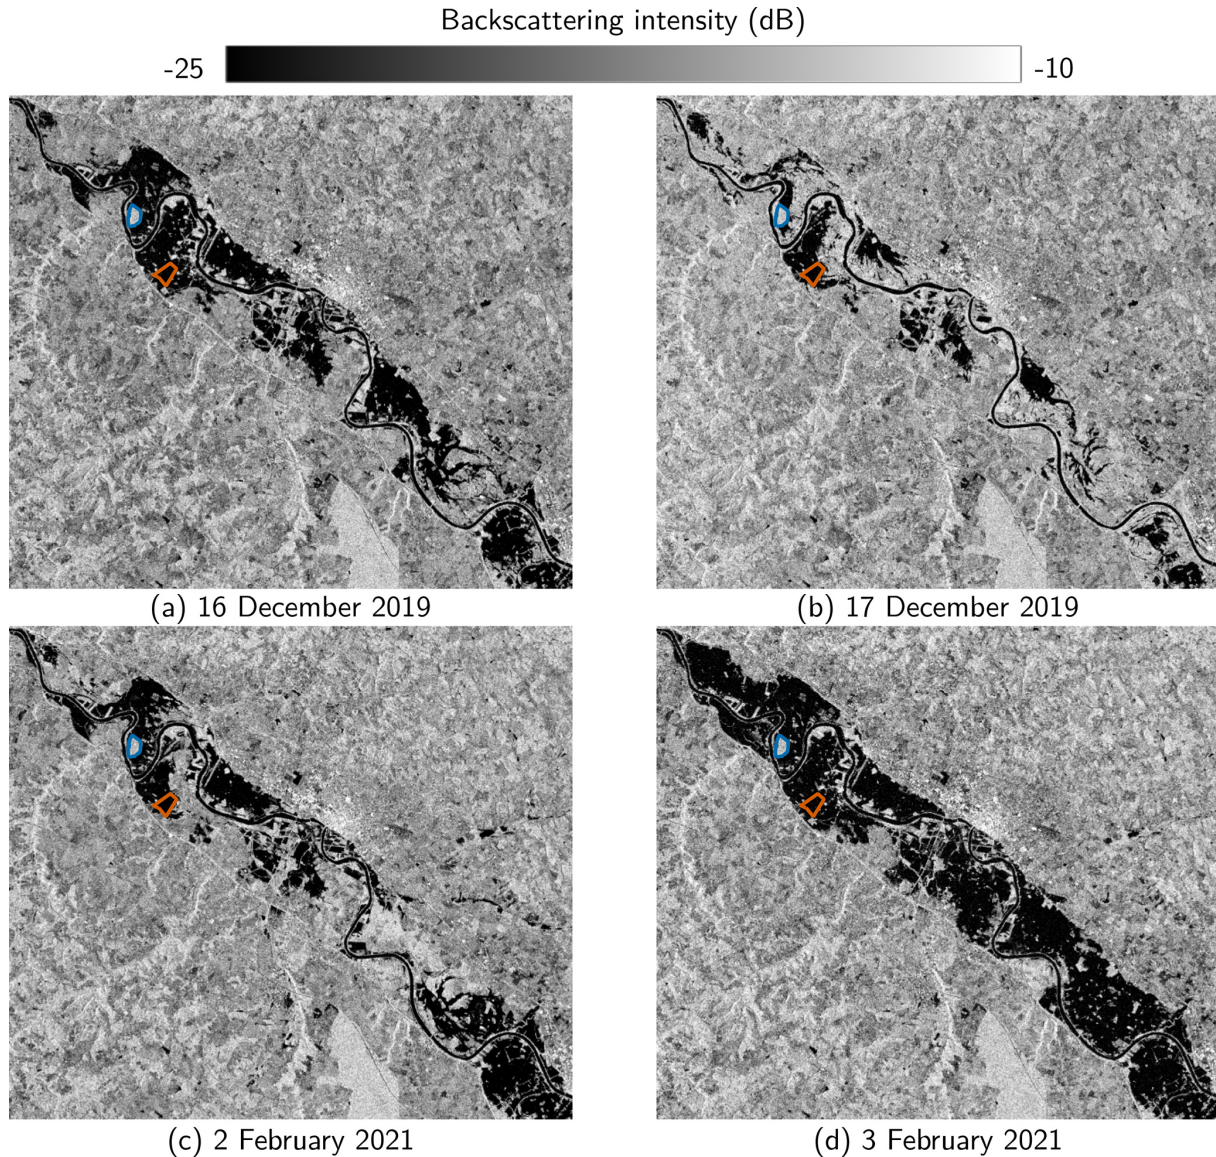 Backscattering intensity (dB)
-25
-10
(a) 16 December 2019
(b) 17 December 2019
(c) 2 February 2021
(d) 3 February 2021